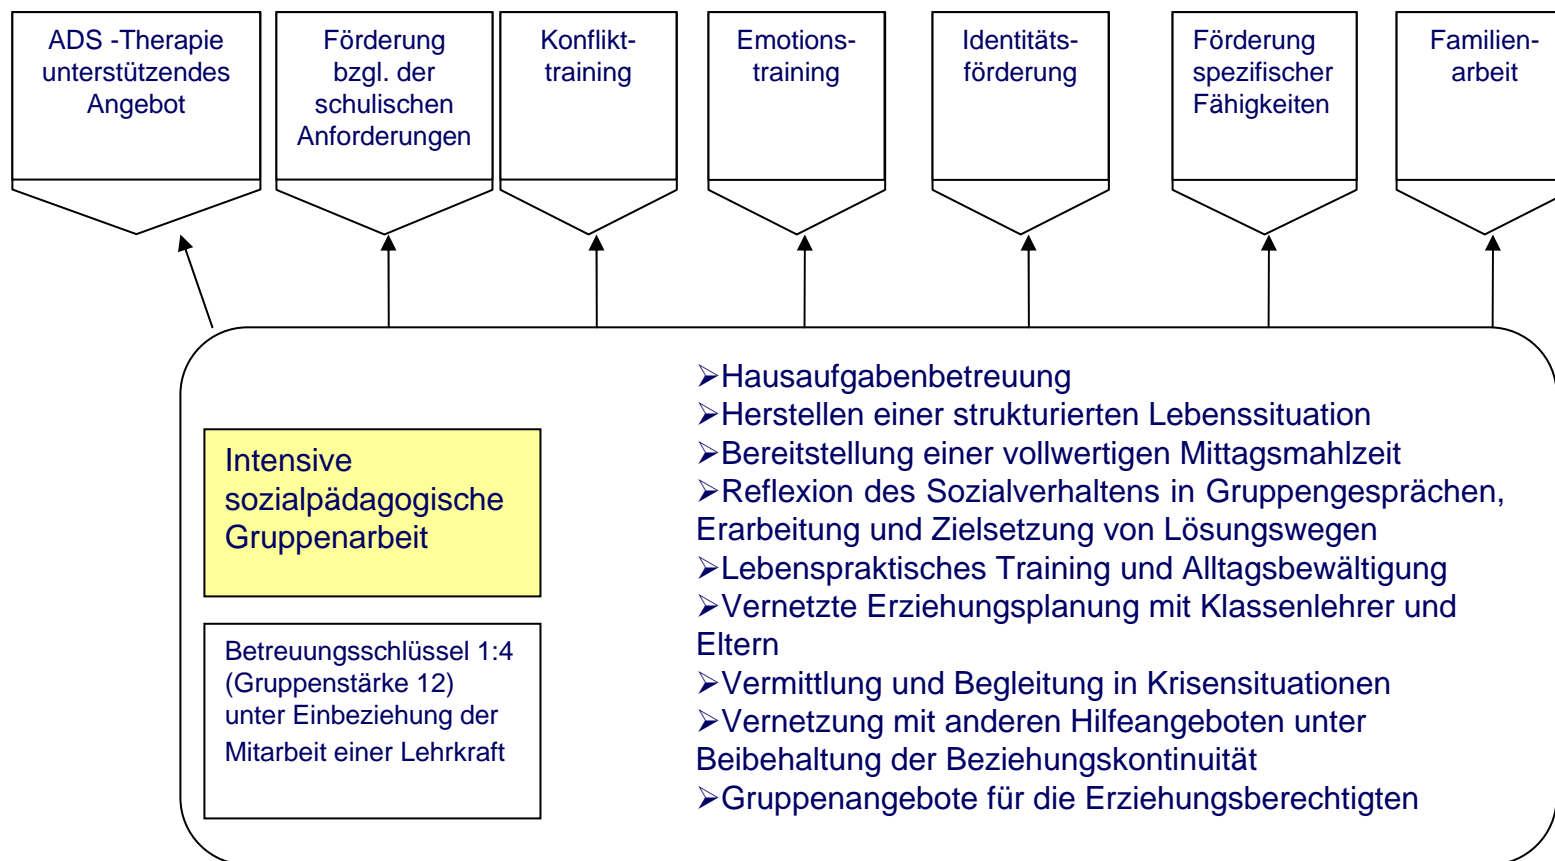 ADS -Therapie
unterstützendes
Angebot
Förderung
bzgl. der
schulischen
Anforderungen
Konflikt-
training
Emotions-
training
Identitäts-
förderung
Förderung
spezifischer
Fähigkeiten
Familien-
arbeit
Intensive
sozialpädagogische
Gruppenarbeit
Betreuungsschlüssel 1:4
(Gruppenstärke 12)
unter Einbeziehung der
Mitarbeit einer Lehrkraft
➢Hausaufgabenbetreuung
➢Herstellen einer strukturierten Lebenssituation
➢Bereitstellung einer vollwertigen Mittagsmahlzeit
➢Reflexion des Sozialverhaltens in Gruppengesprächen,
Erarbeitung und Zielsetzung von Lösungswegen
➢Lebenspraktisches Training und Alltagsbewältigung
➢Vernetzte Erziehungsplanung mit Klassenlehrer und
Eltern
➢Vermittlung und Begleitung in Krisensituationen
➢Vernetzung mit anderen Hilfeangeboten unter
Beibehaltung der Beziehungskontinuität
➢Gruppenangebote für die Erziehungsberechtigten